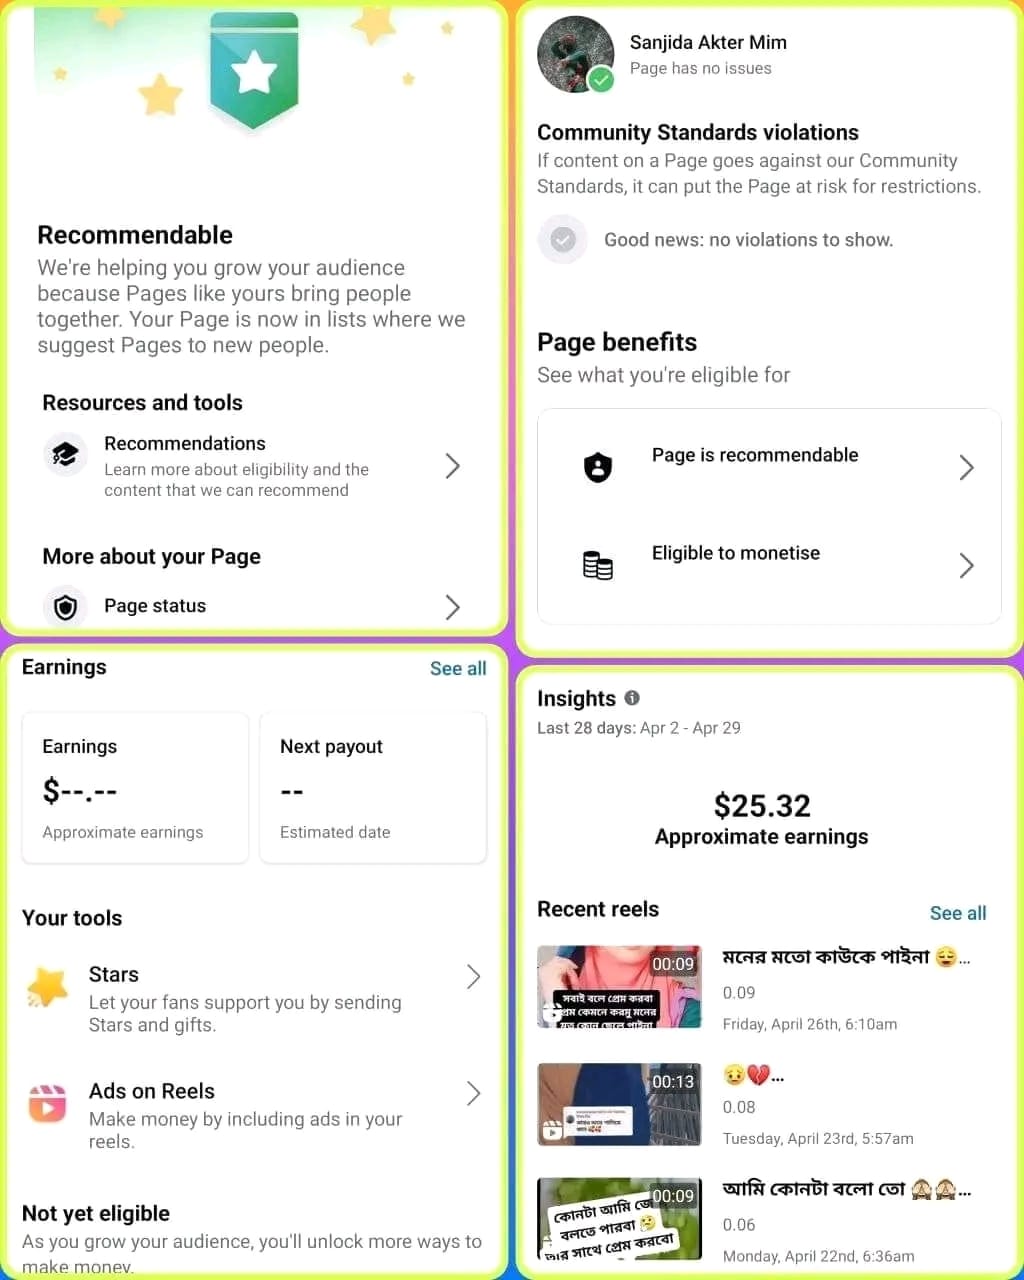 Recommendable
We're helping you grow your audience
because Pages like yours bring people
together. Your Page is now in lists where we
suggest Pages to new people.
Resources and tools
Recommendations
Learn more about eligibility and the
content that we can recommend
More about your Page
Page status
Sanjida Akter Mim
Page has no issues
Community Standards violations
If content on a Page goes against our Community
Standards, it can put the Page at risk for restrictions.
Good news: no violations to show.
Page benefits
See what you're eligible for
Page is recommendable
Eligible to monetise
Earnings
See all
Earnings
$--.--
Approximate earnings
Next payout
--
Estimated date
Your tools
Stars
Let your fans support you by sending
Stars and gifts.
Ads on Reels
Make money by including ads in your
reels.
Not yet eligible
As you grow your audience, you'll unlock more ways to
make money.
Insights
Last 28 days: Apr 2 - Apr 29
$25.32
Approximate earnings
Recent reels
See all
00:09
সবাই বলে প্রেম করবা
প্রেম কেমনে করমু মনের
মনের মতো কাউকে পাইনা 😌...
0.09
Friday, April 26th, 6:10am
00:13
😥💔...
0.08
Tuesday, April 23rd, 5:57am
00:09
কোনটা আমি
বলতে পারবা 🤔
তার সাথে প্রেম করবো
আমি কোনটা বলো তো 🙈🙈...
0.06
Monday, April 22nd, 6:36am